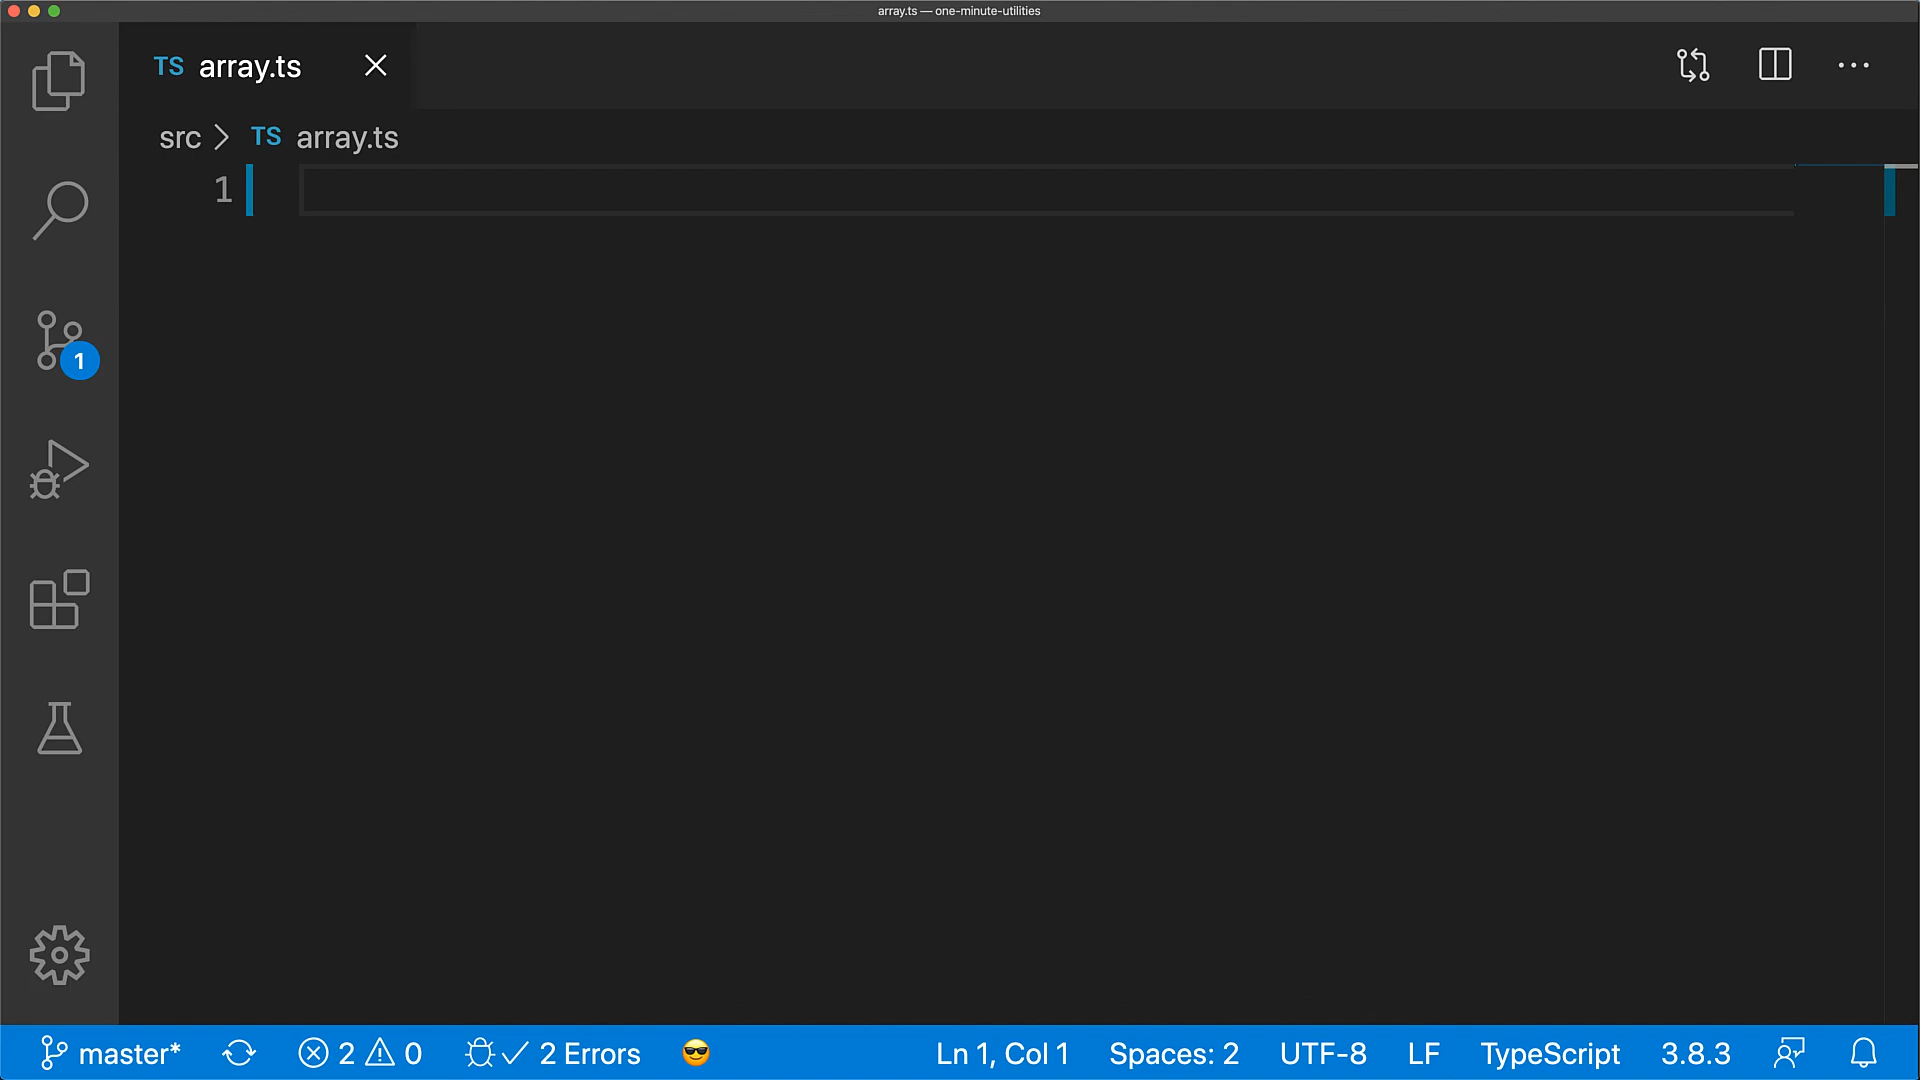 array.ts — one-minute-utilities
TS array.ts
src > TS array.ts
1
1
master* 2 0 2 Errors 😎 Ln 1, Col 1 Spaces: 2 UTF-8 LF TypeScript 3.8.3